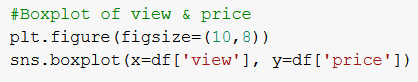 #Boxplot of view & price
plt.figure(figsize=(10,8))
sns.boxplot(x=df['view'], y=df['price'])